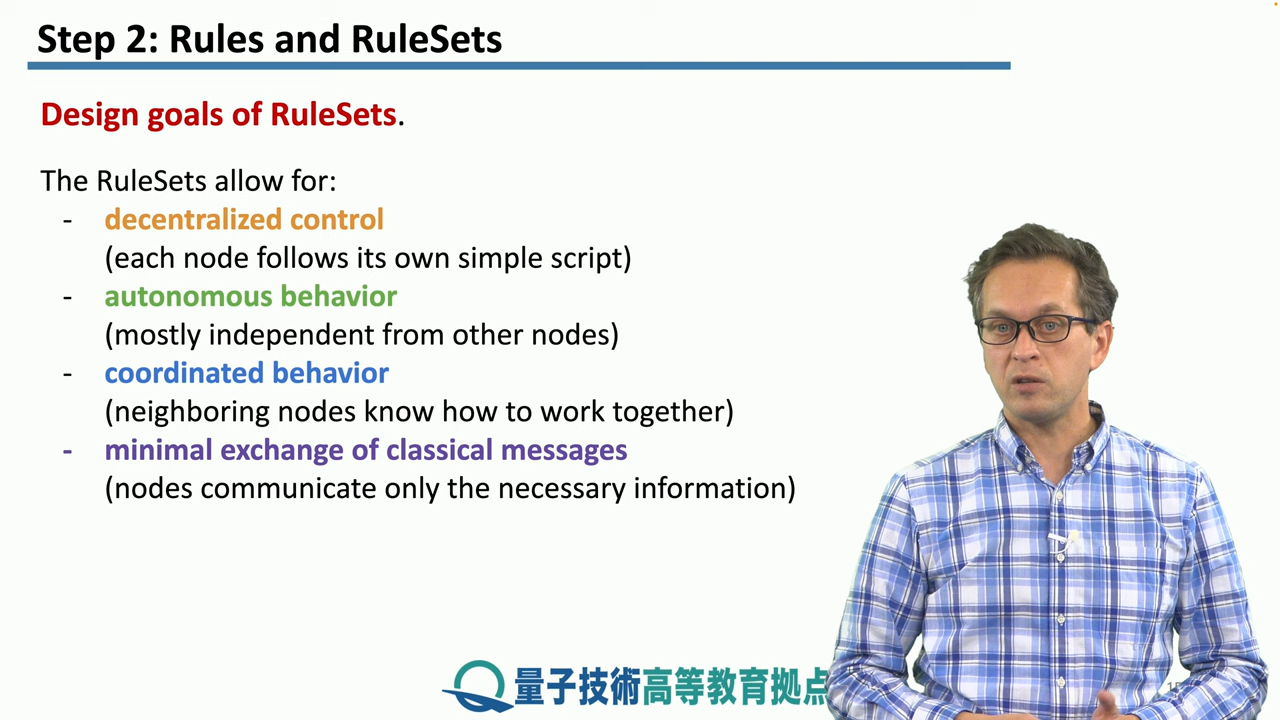 Step 2: Rules and RuleSets
Design goals of RuleSets.
The RuleSets allow for:
- decentralized control
(each node follows its own simple script)
- autonomous behavior
(mostly independent from other nodes)
- coordinated behavior
(neighboring nodes know how to work together)
- minimal exchange of classical messages
(nodes communicate only the necessary information)
量子技術高等教育拠点